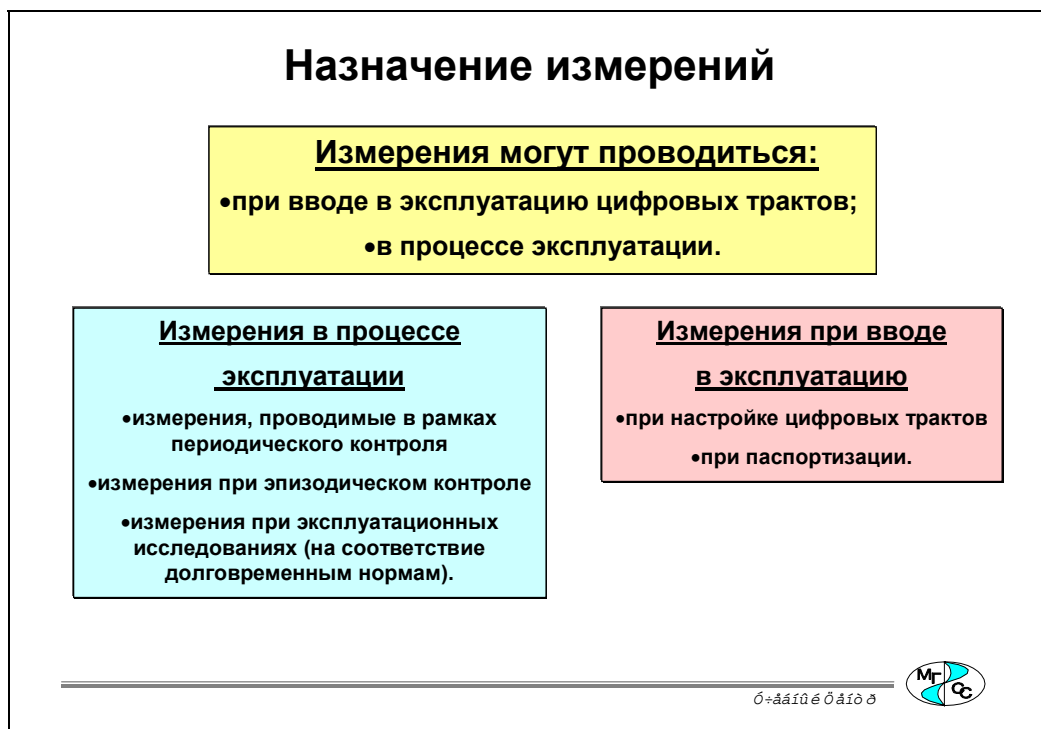 Назначение измерений
Измерения могут проводиться:
•при вводе в эксплуатацию цифровых трактов;
•в процессе эксплуатации.
Измерения в процессе
эксплуатации
•измерения, проводимые в рамках
периодического контроля
•измерения при эпизодическом контроле
•измерения при эксплуатационных
исследованиях (на соответствие
долговременным нормам).
Измерения при вводе
в эксплуатацию
•при настройке цифровых трактов
•при паспортизации.
Ó÷åáíûé Öåíòð
МГ
СС